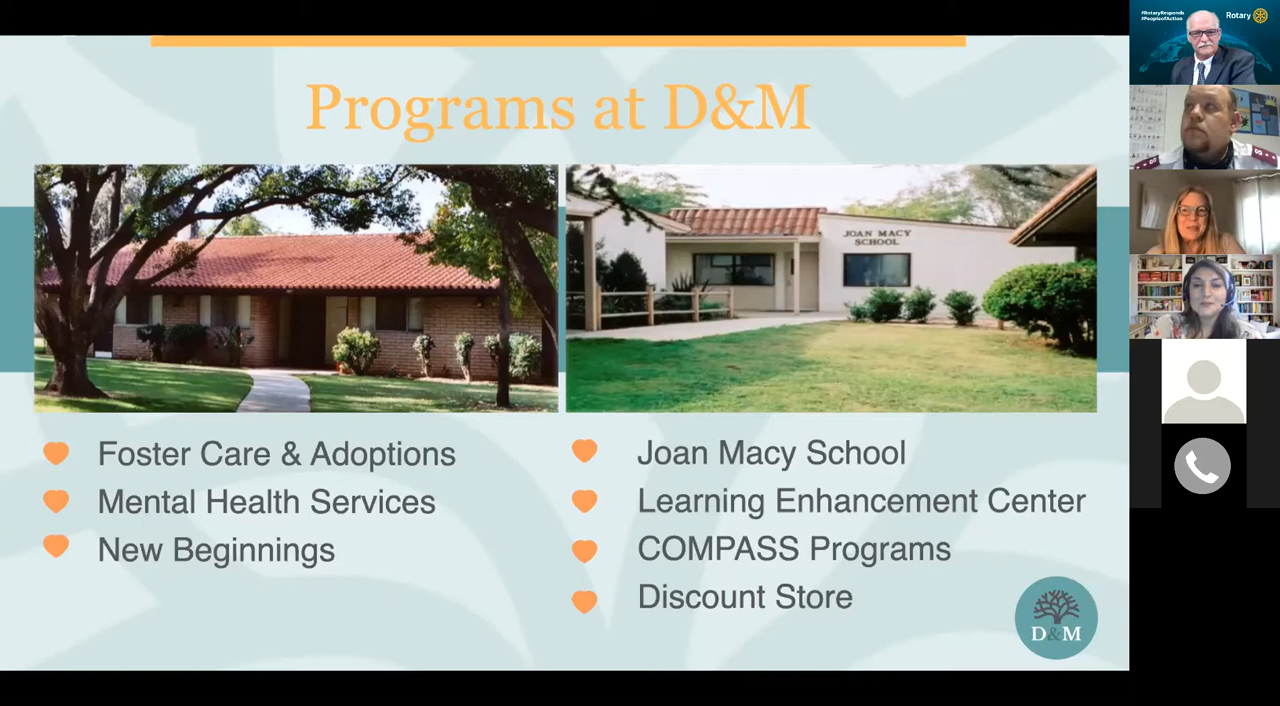 Programs at D&M
JOAN MACY
SCHOOL
Foster Care & Adoptions
Mental Health Services
New Beginnings
Joan Macy School
Learning Enhancement Center
COMPASS Programs
Discount Store
D&M
#RotaryResponds
#PeopleofAction
Rotary